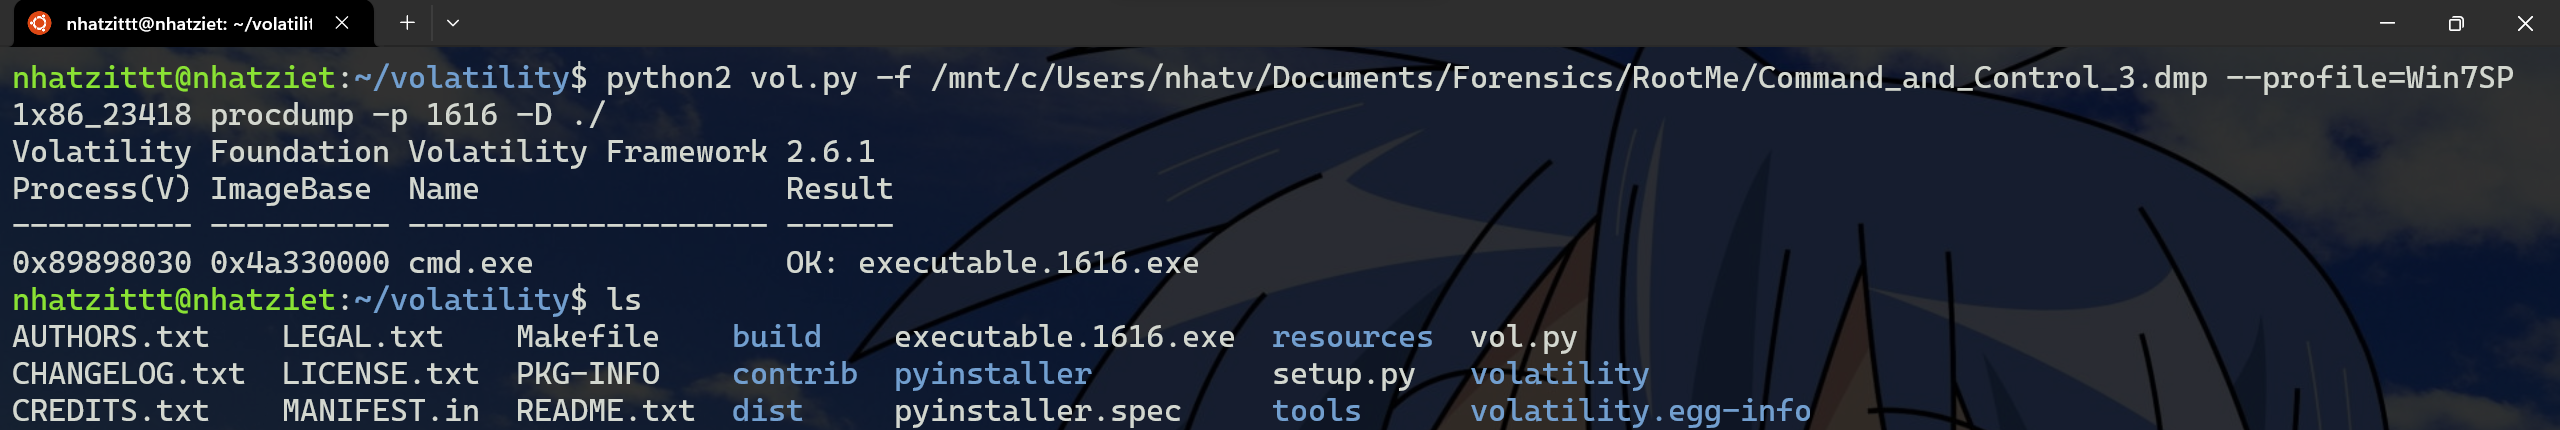 nhatzittt@nhatziet: ~/volatilit
nhatzittt@nhatziet:~/volatility$ python2 vol.py -f /mnt/c/Users/nhatv/Documents/Forensics/RootMe/Command_and_Control_3.dmp --profile=Win7SP
1x86_23418 procdump -p 1616 -D ./
Volatility Foundation Volatility Framework 2.6.1
Process(V) ImageBase  Name                 Result
---------- ---------- -------------------- ------
0x89898030 0x4a330000 cmd.exe              OK: executable.1616.exe
nhatzittt@nhatziet:~/volatility$ ls
AUTHORS.txt    LEGAL.txt    Makefile    build    executable.1616.exe  resources  vol.py
CHANGELOG.txt  LICENSE.txt  PKG-INFO    contrib  pyinstaller          setup.py   volatility
CREDITS.txt    MANIFEST.in  README.txt  dist     pyinstaller.spec     tools      volatility.egg-info